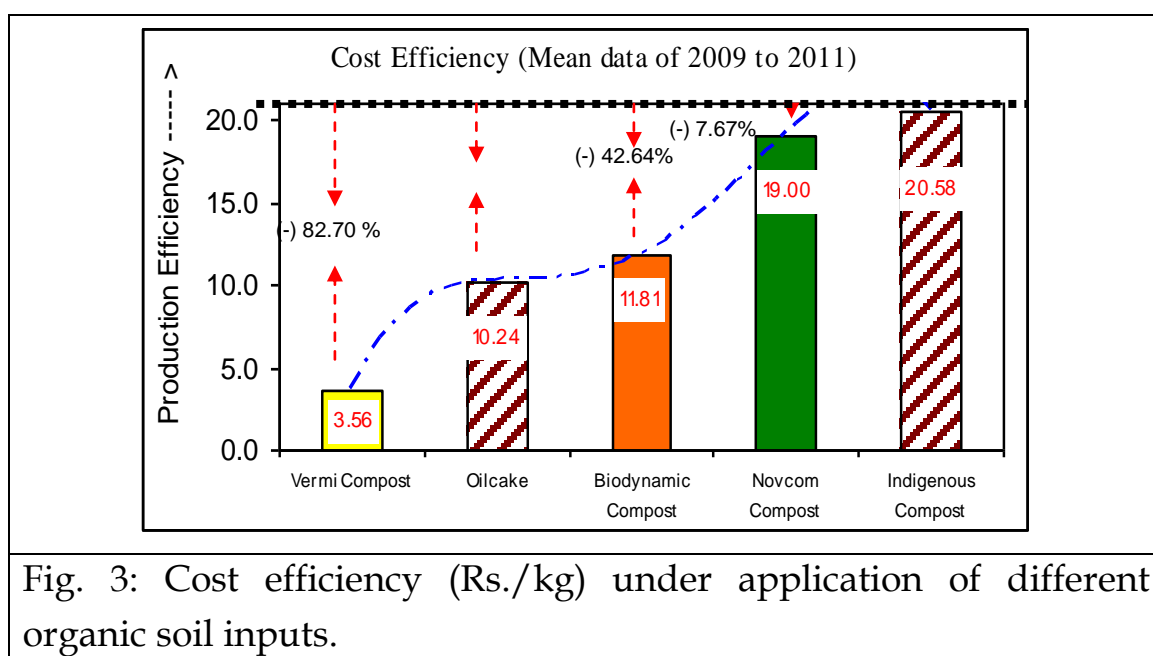 Cost Efficiency (Mean data of 2009 to 2011)
Production Efficiency ----- >
20.0
15.0
10.0
5.0
0.0
(-) 82.70 %
(-) 42.64%
(-) 7.67%
3.56
10.24
11.81
19.00
20.58
Vermi Compost
Oilcake
Biodynamic
Compost
Novcom
Compost
Indigenous
Compost
Fig. 3: Cost efficiency (Rs./kg) under application of different
organic soil inputs.